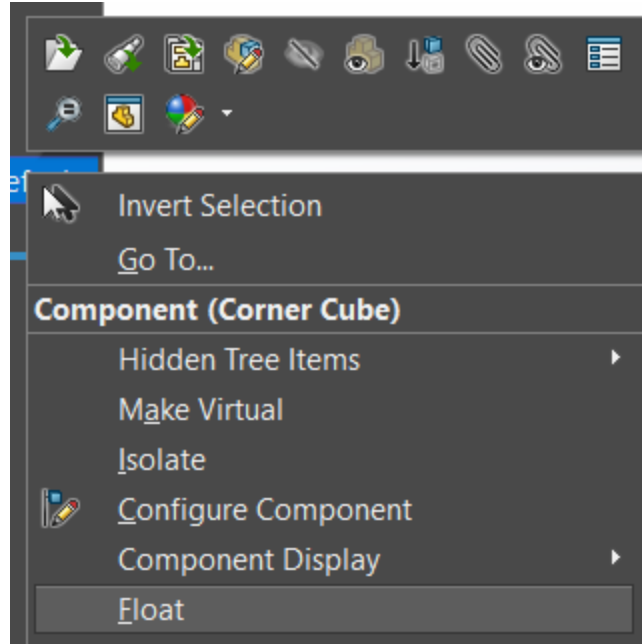 Invert Selection
Go To...
Component (Corner Cube)
Hidden Tree Items
Make Virtual
Isolate
Configure Component
Component Display
Float